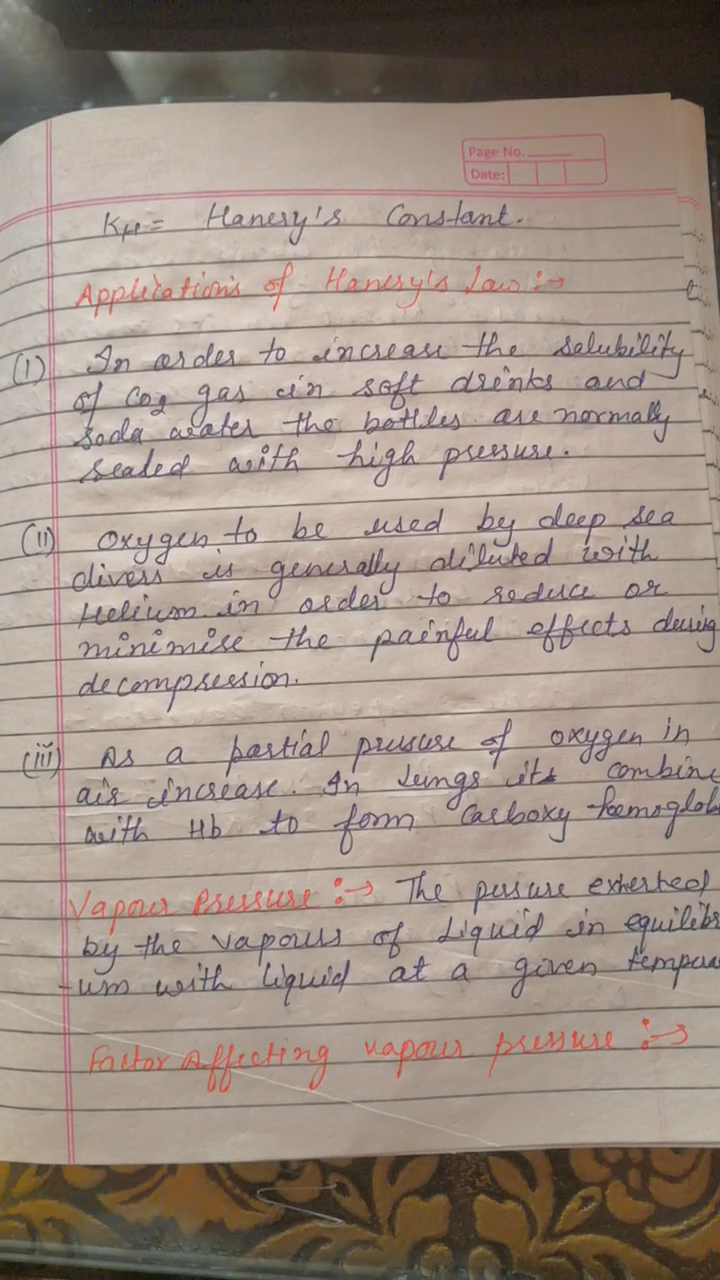 Page No.
Date:
KH = Hanery's Constant.
Applications of Hanery's Law :→
(i) In order to increase the solubility
of CO2 gas in soft drinks and
Soda water the bottles are normally
sealed with high pressure.
(ii) Oxygen to be used by deep sea
divers is generally diluted with
Helium in order to reduce or
minimise the painful effects during
decompression.
(iii) As a partial pressure of oxygen in
air increase. In Lungs its combine
with Hb to form Carboxy-hemoglob
Vapour Pressure :→ The persure exherted
by the vapours of Liquid in equilibr
-ium with liquid at a given tempera
Factor Affecting vapour pressure :→